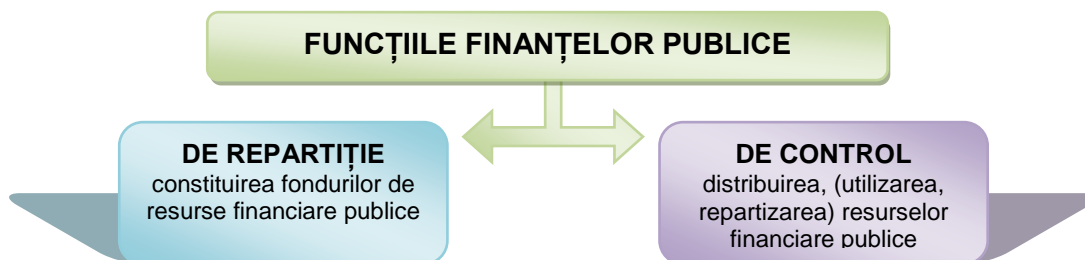 FUNCȚIILE FINANȚELOR PUBLICE
DE REPARTIȚIE
constituirea fondurilor de
resurse financiare publice
DE CONTROL
distribuirea, (utilizarea,
repartizarea) resurselor
financiare publice